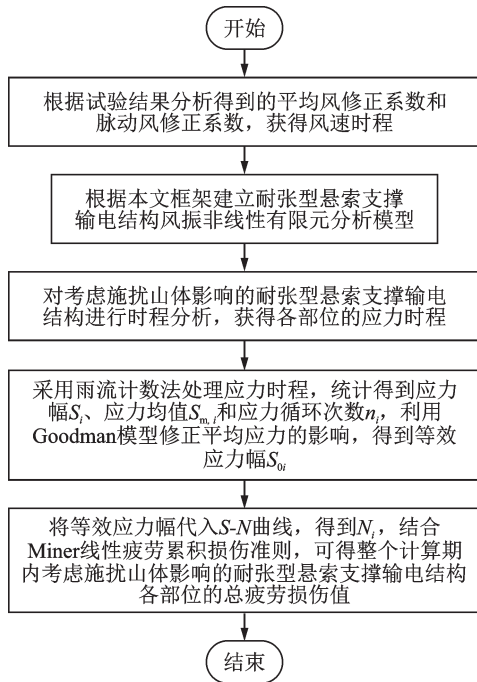 开始
根据试验结果分析得到的平均风修正系数和
脉动风修正系数，获得风速时程
根据本文框架建立耐张型悬索支撑
输电结构风振非线性有限元分析模型
对考虑施扰山体影响的耐张型悬索支撑输电
结构进行时程分析，获得各部位的应力时程
采用雨流计数法处理应力时程，统计得到应力
幅Si、应力均值Sm, i和应力循环次数ni，利用
Goodman模型修正平均应力的影响，得到等效
应力幅S0i
将等效应力幅代入S-N曲线，得到Ni，结合
Miner线性疲劳累积损伤准则，可得整个计算期
内考虑施扰山体影响的耐张型悬索支撑输电结构
各部位的总疲劳损伤值
结束